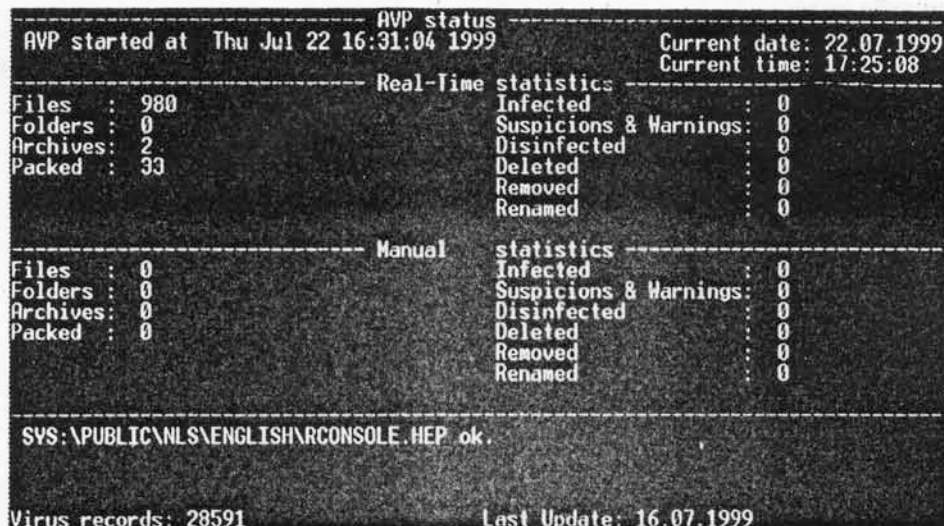 AVP status
AVP started at Thu Jul 22 16:31:04 1999 Current date: 22.07.1999
Current time: 17:25:08
Real-Time statistics
Files : 980 Infected : 0
Folders : 0 Suspicions & Warnings: 0
Archives: 2 Disinfected : 0
Packed : 33 Deleted : 0
Removed : 0
Renamed : 0
Manual statistics
Files : 0 Infected : 0
Folders : 0 Suspicions & Warnings: 0
Archives: 0 Disinfected : 0
Packed : 0 Deleted : 0
Removed : 0
Renamed : 0
SYS:\PUBLIC\NLS\ENGLISH\RCONSOLE.HEP ok.
Virus records: 28591 Last Update: 16.07.1999